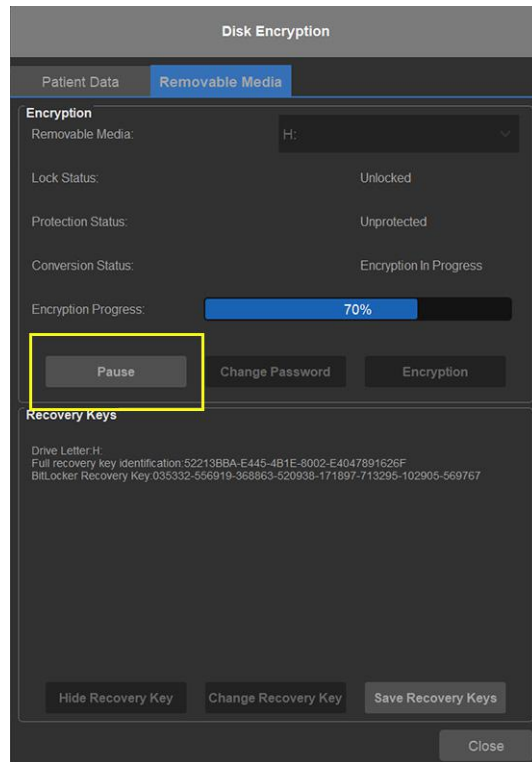 Disk Encryption
Patient Data Removable Media
Encryption
Removable Media: H:
Lock Status: Unlocked
Protection Status: Unprotected
Conversion Status: Encryption In Progress
Encryption Progress: 70%
Pause Change Password Encryption
Recovery Keys
Drive Letter:H:
Full recovery key identification:52213BBA-E445-4B1E-8002-E4047891626F
BitLocker Recovery Key:035332-556919-368863-520938-171897-713295-102905-569767
Hide Recovery Key Change Recovery Key Save Recovery Keys
Close